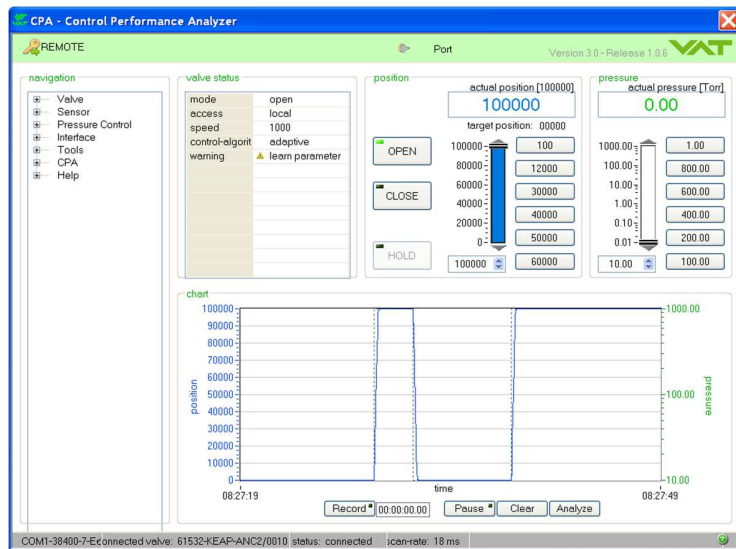 CPA - Control Performance Analyzer
REMOTE
Port
Version 3.0 - Release 1.0.6
VAT
navigation
Valve
Sensor
Pressure Control
Interface
Tools
CPA
Help
valve status
mode open
access local
speed 1000
control-algorit adaptive
warning learn parameter
position
actual position [100000]
100000
target position: 00000
OPEN
CLOSE
HOLD
100000
80000
60000
40000
20000
0
100000
100
12000
30000
40000
50000
60000
pressure
actual pressure [Torr]
0.00
1000.00
100.00
10.00
1.00
0.10
0.01
10.00
1.00
800.00
600.00
400.00
200.00
100.00
chart
position
100000
90000
80000
70000
60000
50000
40000
30000
20000
10000
0
1000.00
100.00
10.00
pressure
08:27:19
time
08:27:49
Record
00:00:00.00
Pause
Clear
Analyze
COM1-38400-7-E
onnected valve: 61532-KEAP-ANC2/0010
status: connected
scan-rate: 18 ms